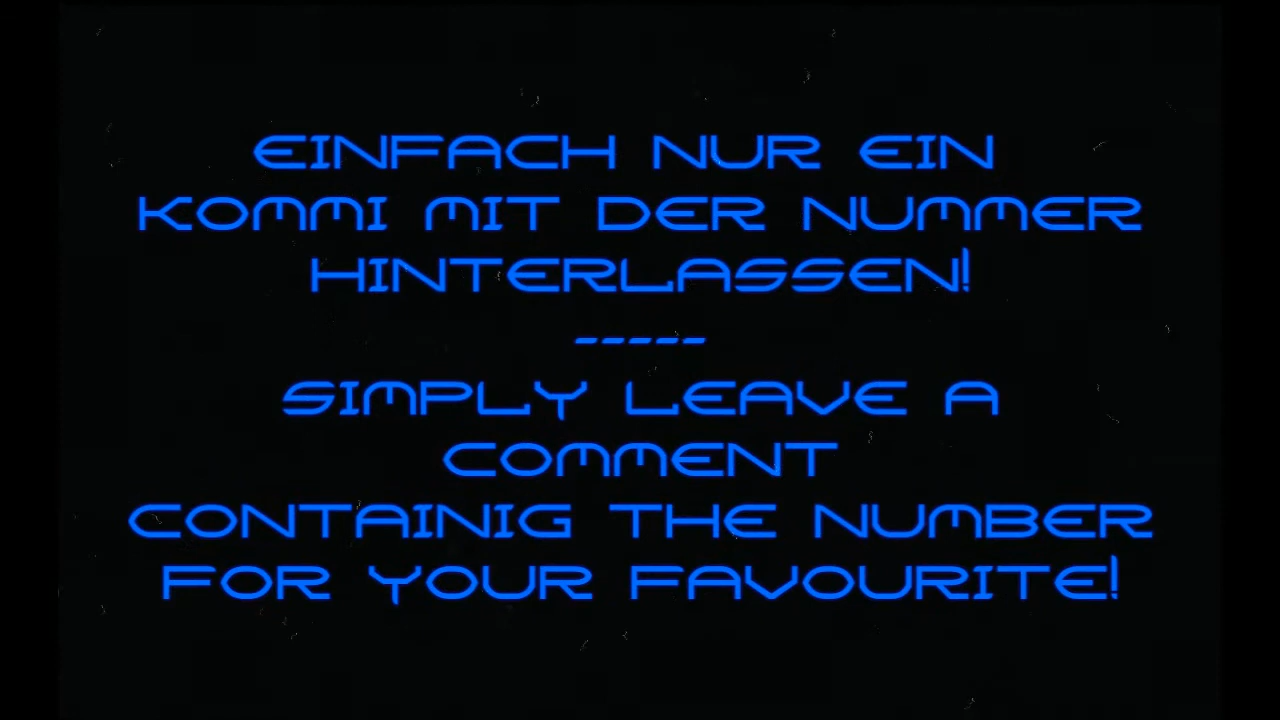 EINFACH NUR EIN
KOMMI MIT DER NUMMER
HINTERLASSEN!
-----
SIMPLY LEAVE A
COMMENT
CONTAINIG THE NUMBER
FOR YOUR FAVOURITE!